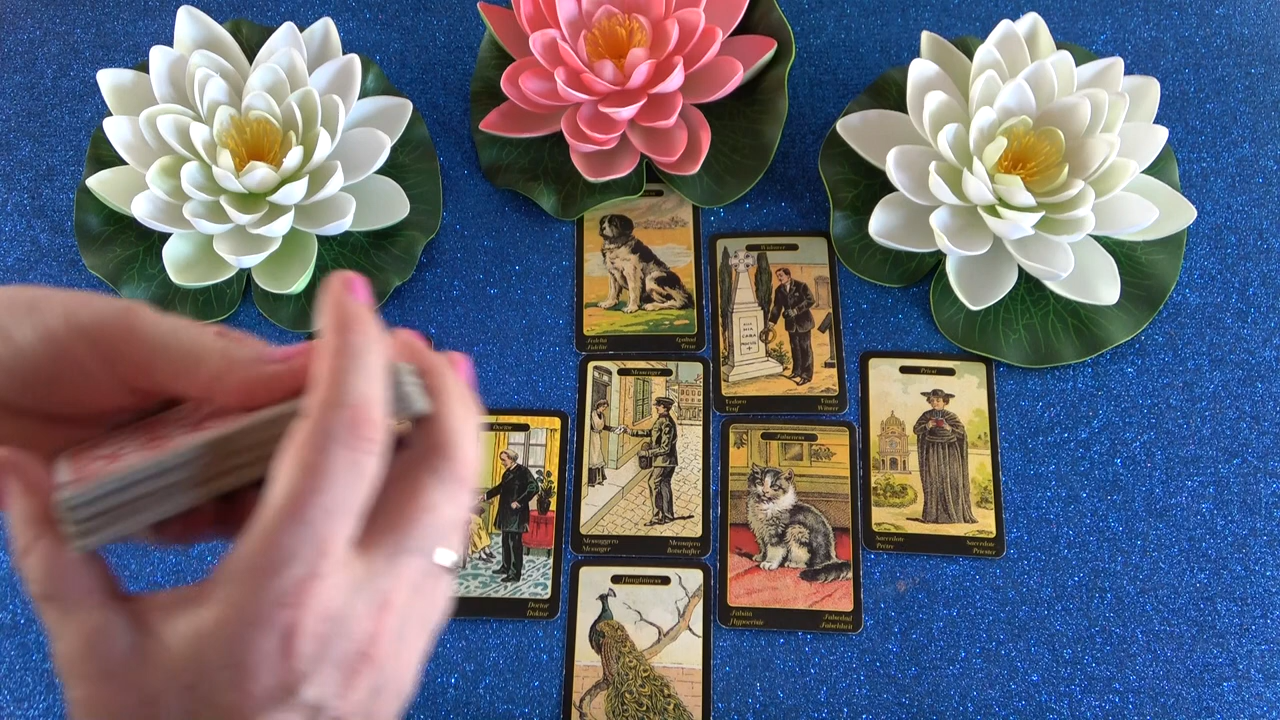 Fedeltà
Fidélité
Lealtad
Treue
Widower
Vedovo
Veuf
Viudo
Witwer
Messenger
Messaggero
Messager
Mensajero
Botschafter
Priest
Sacerdote
Prêtre
Sacerdote
Priester
Doctor
Doctor
Doktor
Falseness
Falsità
Hypocrisie
Falsedad
Falschheit
Haughtiness